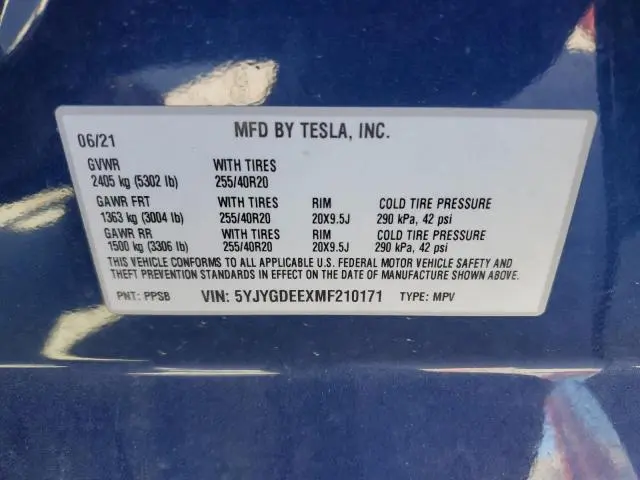 06/21 MFD BY TESLA, INC.
GVWR WITH TIRES
2405 kg (5302 lb) 255/40R20
GAWR FRT WITH TIRES RIM COLD TIRE PRESSURE
1363 kg (3004 lb) 255/40R20 20X9.5J 290 kPa, 42 psi
GAWR RR WITH TIRES RIM COLD TIRE PRESSURE
1500 kg (3306 lb) 255/40R20 20X9.5J 290 kPa, 42 psi
THIS VEHICLE CONFORMS TO ALL APPLICABLE U.S. FEDERAL MOTOR VEHICLE SAFETY AND
THEFT PREVENTION STANDARDS IN EFFECT ON THE DATE OF MANUFACTURE SHOWN ABOVE.
PNT: PPSB VIN: 5YJYGDEEXMF210171 TYPE: MPV